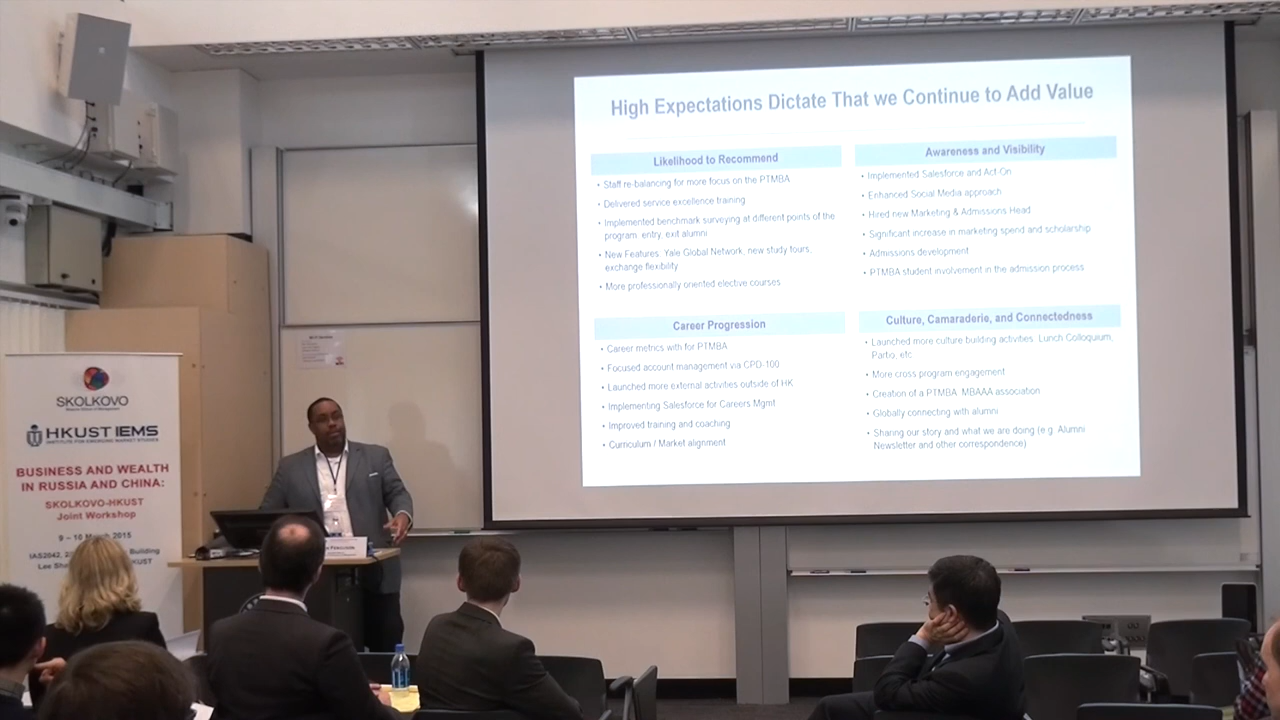 High Expectations Dictate That we Continue to Add Value
Likelihood to Recommend
• Staff re-balancing for more focus on the PTMBA
• Delivered service excellence training
• Implemented benchmark surveying at different points of the
program: entry, exit alumni
• New Features, Yale Global Network, new study tours,
exchange flexibility
• More professionally oriented elective courses
Awareness and Visibility
• Implemented Salesforce and Act-On
• Enhanced Social Media approach
• Hired new Marketing & Admissions Head
• Significant increase in marketing spend and scholarship
• Admissions development
• PTMBA student involvement in the admission process
Career Progression
• Career metrics with for PTMBA
• Focused account management via CPD-100
• Launched more external activities outside of HK
• Implementing Salesforce for Careers Mgmt
• Improved training and coaching
• Curriculum / Market alignment
Culture, Camaraderie, and Connectedness
• Launched more culture building activities: Lunch Colloquium,
Partio, etc
• More cross program engagement
• Creation of a PTMBA MBAAA association
• Globally connecting with alumni
• Sharing our story and what we are doing (e.g. Alumni
Newsletter and other correspondence)
SKOLKOVO
HKUST IEMS
INSTITUTE FOR EMERGING MARKET STUDIES
BUSINESS AND WEALTH
IN RUSSIA AND CHINA:
SKOLKOVO-HKUST
Joint Workshop
9 – 10 March 2015
IAS2042, Building
Lee